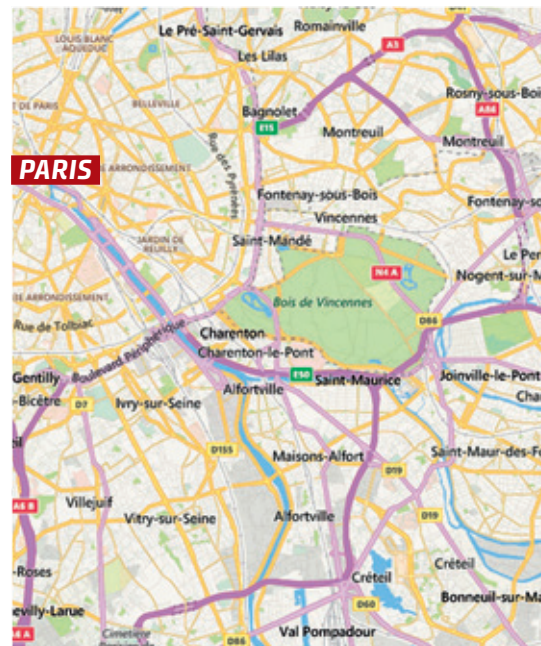 Romainville
Le Pré-Saint-Gervais
LOUIS BLANC
AQUEDUC
A3
Les Lilas
Rosny-sous-Bois
T DE PARIS
BELLEVILLE
Bagnolet
A86
E15
Montreuil
Montreuil
Rue des Pyrénées
PARIS
E ARRONDISSEMENT
Fontenay-sous-Bois
Fontenay-so
Vincennes
JARDIN DE
REUILLY
Saint-Mandé
Le Per
N4 A
Nogent-sur-M
DE ARRONDISSEMENT
Bois de Vincennes
Rue de Tolbiac
D86
Boulevard Périphérique
Charenton
Charenton-le-Pont
Gentilly
E50
Saint-Maurice
Joinville-le-Pont
Alfortville
-Bicêtre
D7
Ivry-sur-Seine
Cha
eil
D155
Maisons-Alfort
Saint-Maur-des-F
D19
A6 B
Villejuif
Vitry-sur-Seine
Alfortville
D19
-Roses
Créteil
Créteil
evilly-Larue
D60
Bonneuil-sur-Ma
A
Cimetière
D86
Val Pompadour